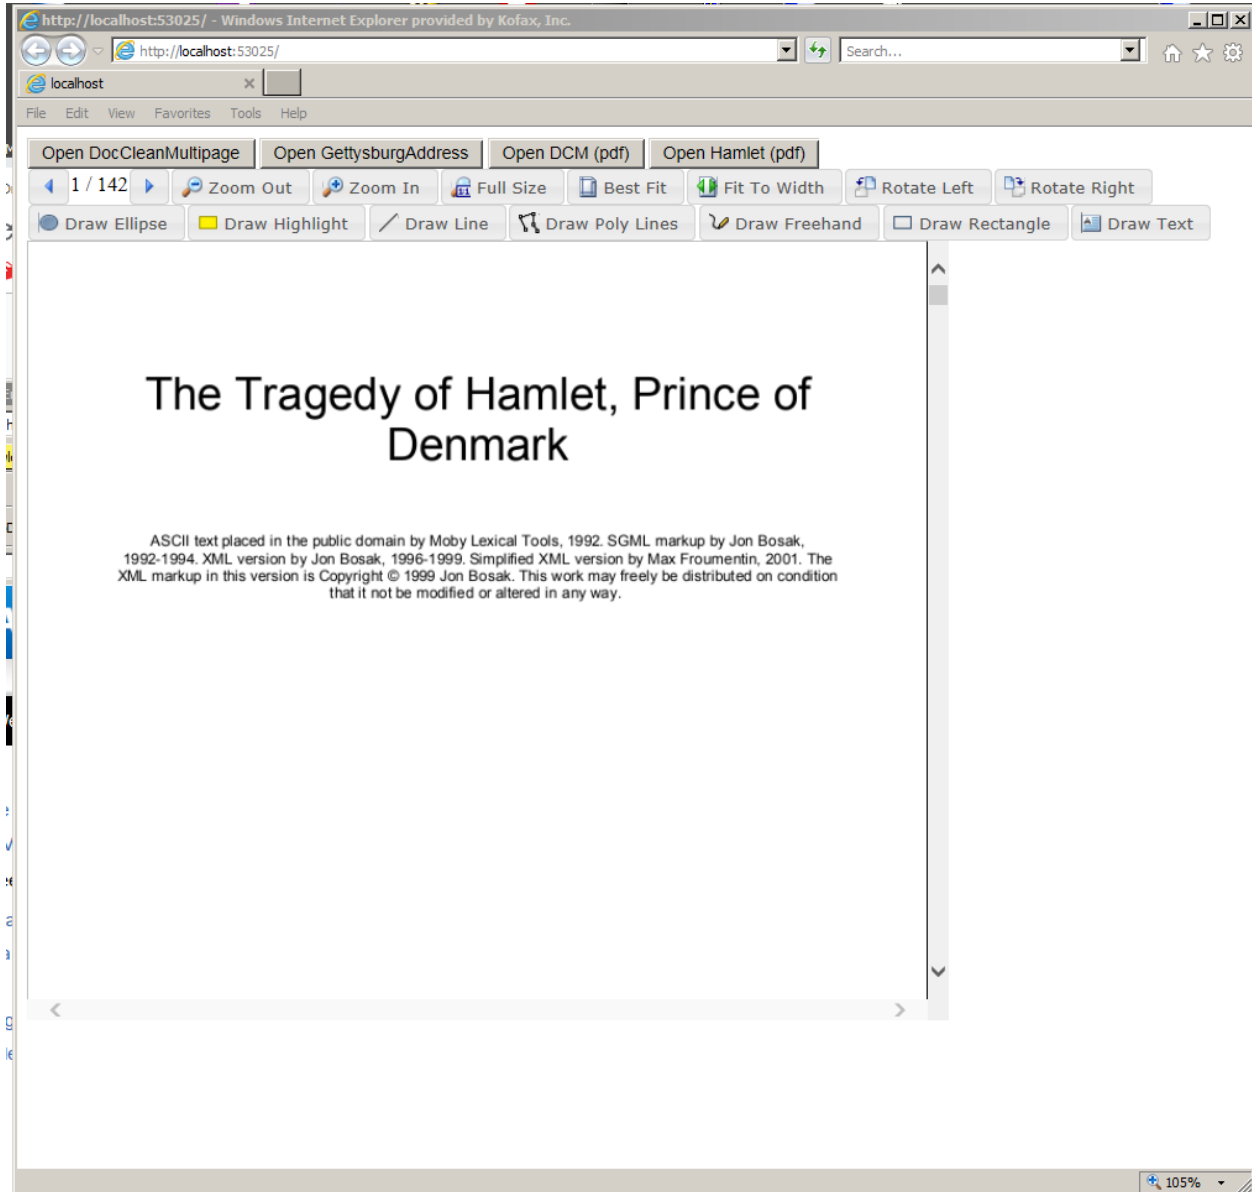 http://localhost:53025/ - Windows Internet Explorer provided by Kofax, Inc.
http://localhost:53025/ Search...
localhost
File Edit View Favorites Tools Help
Open DocCleanMultipage Open GettysburgAddress Open DCM (pdf) Open Hamlet (pdf)
1 / 142 Zoom Out Zoom In Full Size Best Fit Fit To Width Rotate Left Rotate Right
Draw Ellipse Draw Highlight Draw Line Draw Poly Lines Draw Freehand Draw Rectangle Draw Text
The Tragedy of Hamlet, Prince of
Denmark
ASCII text placed in the public domain by Moby Lexical Tools, 1992. SGML markup by Jon Bosak,
1992-1994. XML version by Jon Bosak, 1996-1999. Simplified XML version by Max Froumentin, 2001. The
XML markup in this version is Copyright © 1999 Jon Bosak. This work may freely be distributed on condition
that it not be modified or altered in any way.
105%